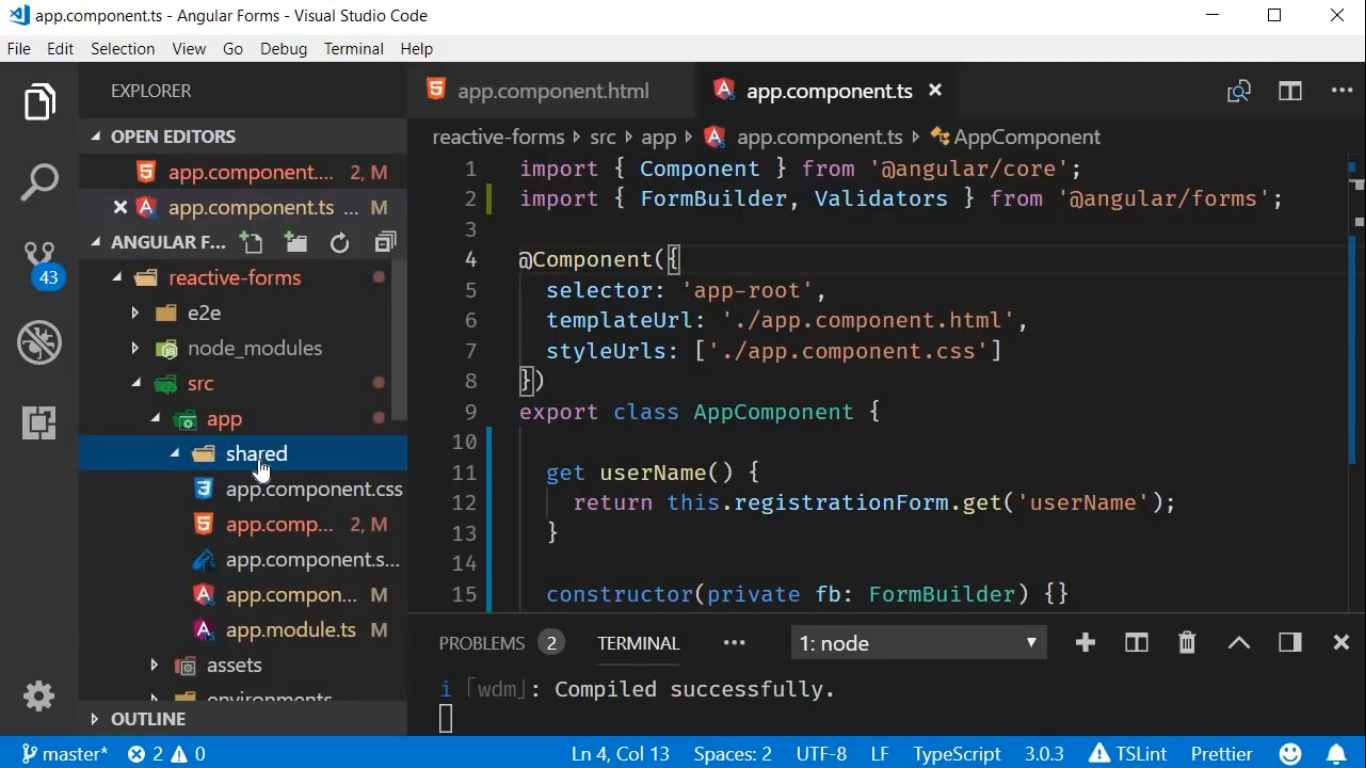 app.component.ts - Angular Forms - Visual Studio Code
File Edit Selection View Go Debug Terminal Help
EXPLORER
OPEN EDITORS
app.component.... 2, M
app.component.ts ... M
ANGULAR F...
reactive-forms
e2e
node_modules
src
app
shared
app.component.css
app.comp... 2, M
app.component.s...
app.compon... M
app.module.ts M
assets
environments
OUTLINE
43
app.component.html app.component.ts
reactive-forms src app app.component.ts AppComponent
1 import { Component } from '@angular/core';
2 import { FormBuilder, Validators } from '@angular/forms';
3
4 @Component({
5 selector: 'app-root',
6 templateUrl: './app.component.html',
7 styleUrls: ['./app.component.css']
8 })
9 export class AppComponent {
10
11 get userName() {
12 return this.registrationForm.get('userName');
13 }
14
15 constructor(private fb: FormBuilder) {}
PROBLEMS 2 TERMINAL ... 1: node
i ｢wdm｣: Compiled successfully.
master* 2 0 Ln 4, Col 13 Spaces: 2 UTF-8 LF TypeScript 3.0.3 TSLint Prettier